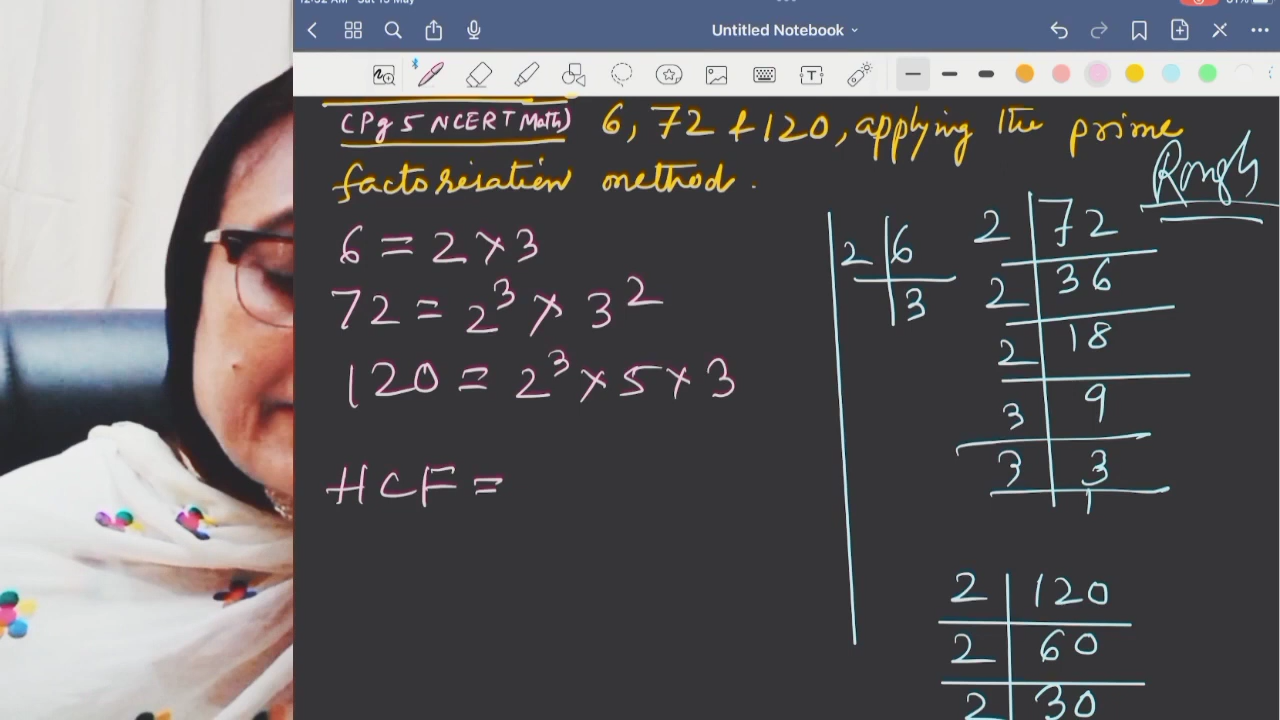 Untitled Notebook
(Pg 5 NCERT Math) 6, 72 & 120, applying the prime
factorisation method.
Rough
6 = 2 × 3
72 = 2³ × 3²
120 = 2³ × 5 × 3
HCF =
2 6
3
2 72
2 36
2 18
3 9
3 3
1
2 120
2 60
2 30